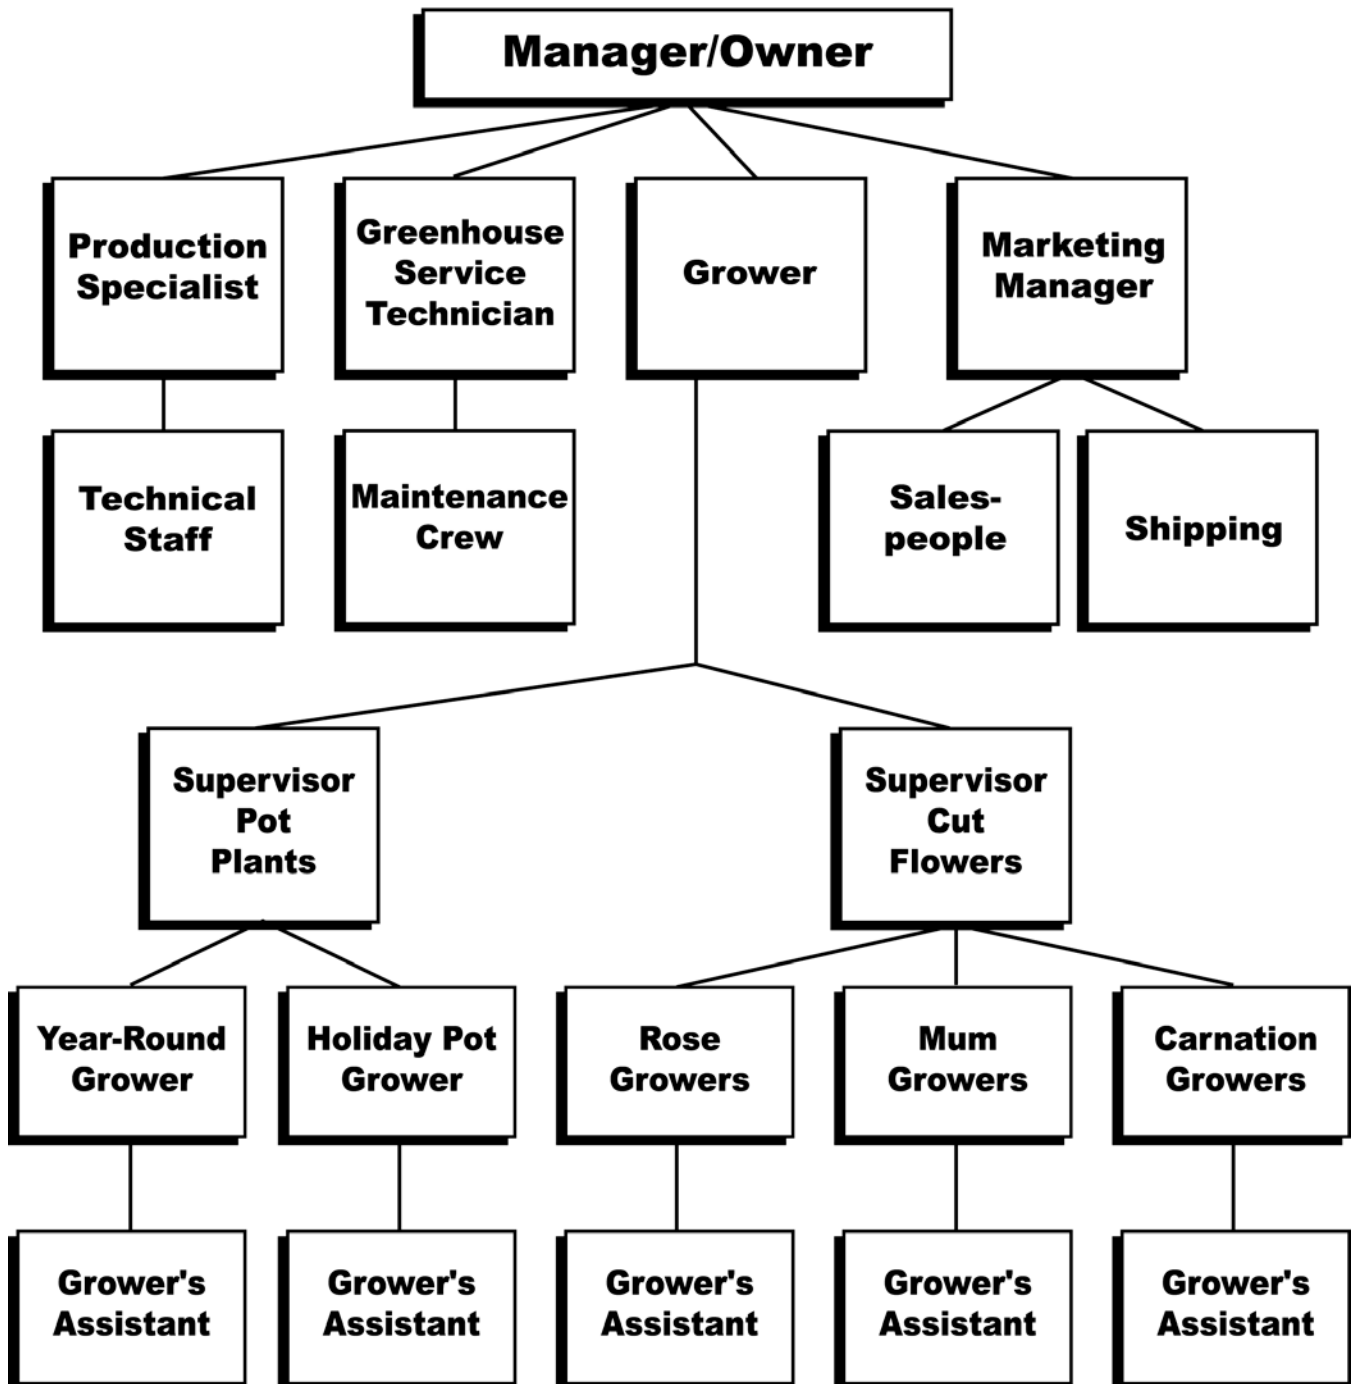 Manager/Owner
Production
Specialist
Greenhouse
Service
Technician
Grower
Marketing
Manager
Technical
Staff
Maintenance
Crew
Sales-
people
Shipping
Supervisor
Pot
Plants
Supervisor
Cut
Flowers
Year-Round
Grower
Holiday Pot
Grower
Rose
Growers
Mum
Growers
Carnation
Growers
Grower's
Assistant
Grower's
Assistant
Grower's
Assistant
Grower's
Assistant
Grower's
Assistant